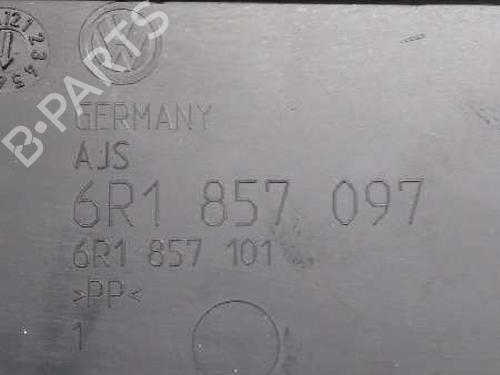 GERMANY
AJS
6R1 857 097
6R1 857 101
>PP<
1
B-PARTS